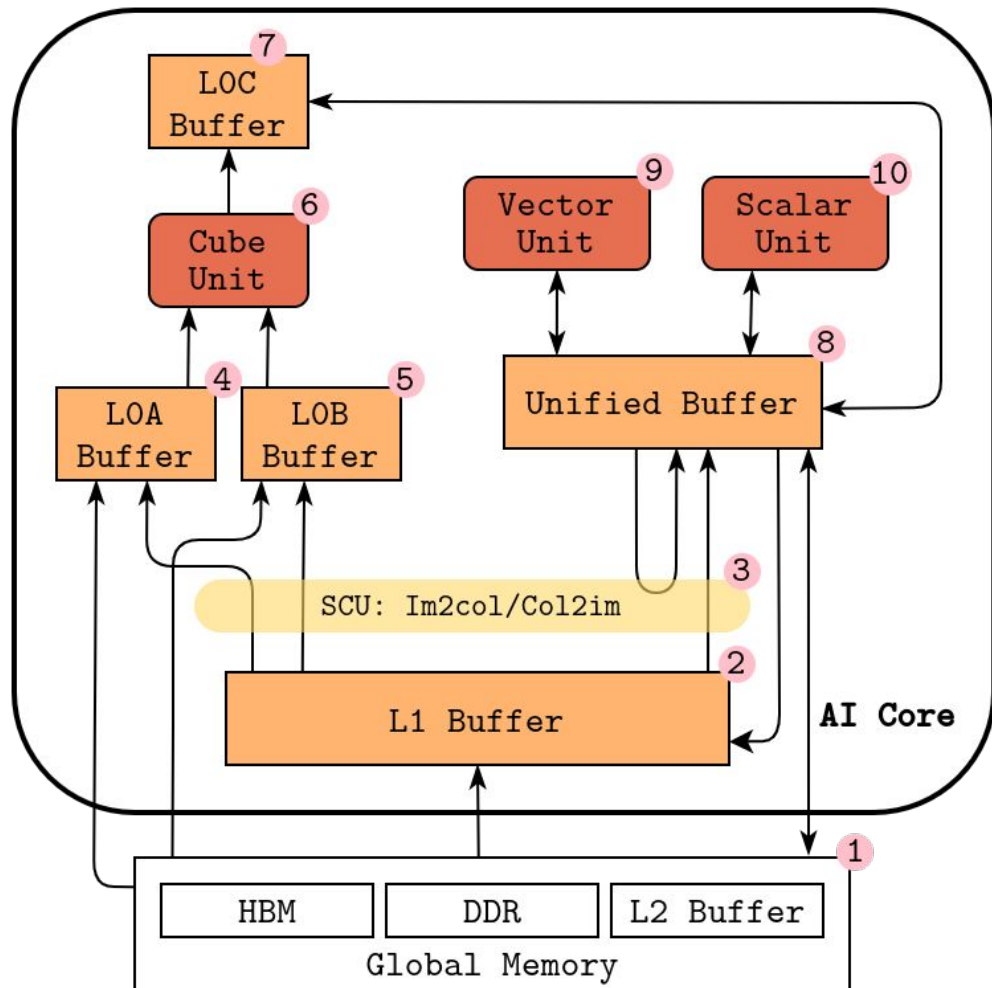 7
L0C
Buffer
9
10
6
Vector
Unit
Scalar
Unit
Cube
Unit
8
4
5
Unified Buffer
L0A
Buffer
L0B
Buffer
3
SCU: Im2col/Col2im
2
L1 Buffer
AI Core
1
HBM
DDR
L2 Buffer
Global Memory